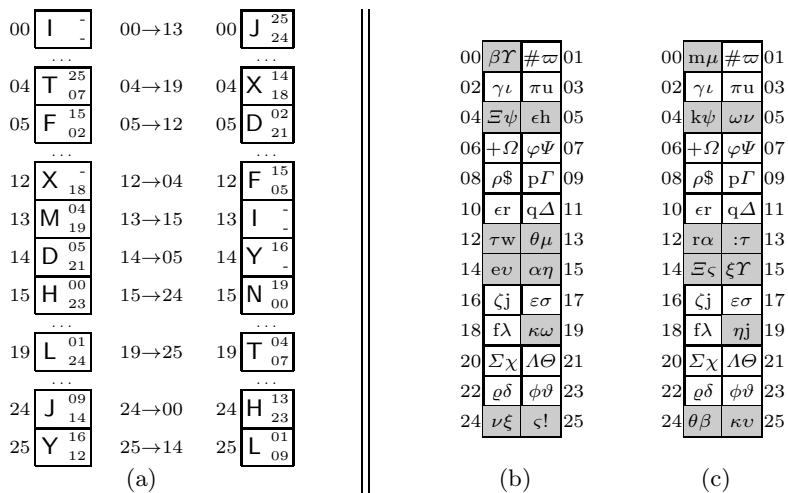 00 I - - 00→13 00 J 25 24
... ...
04 T 25 07 04→19 04 X 14 18
05 F 15 02 05→12 05 D 02 21
... ...
12 X - 18 12→04 12 F 15 05
13 M 04 19 13→15 13 I - -
14 D 05 21 14→05 14 Y 16 -
15 H 00 23 15→24 15 N 19 00
... ...
19 L 01 24 19→25 19 T 04 07
... ...
24 J 09 14 24→00 24 H 13 23
25 Y 16 12 25→14 25 L 01 09
(a)
00 βΥ #ϖ 01
02 γι πu 03
04 Ξψ ϵh 05
06 +Ω φΨ 07
08 ρ$ pΓ 09
10 ϵr qΔ 11
12 τw θμ 13
14 eυ αη 15
16 ζj εσ 17
18 fλ κω 19
20 Σχ ΛΘ 21
22 ϱδ ϕϑ 23
24 νξ ς! 25
(b)
00 mμ #ϖ 01
02 γι πu 03
04 kψ ων 05
06 +Ω φΨ 07
08 ρ$ pΓ 09
10 ϵr qΔ 11
12 rα :τ 13
14 Ξς ξΥ 15
16 ζj εσ 17
18 fλ ηj 19
20 Σχ ΛΘ 21
22 ϱδ ϕϑ 23
24 θβ κυ 25
(c)